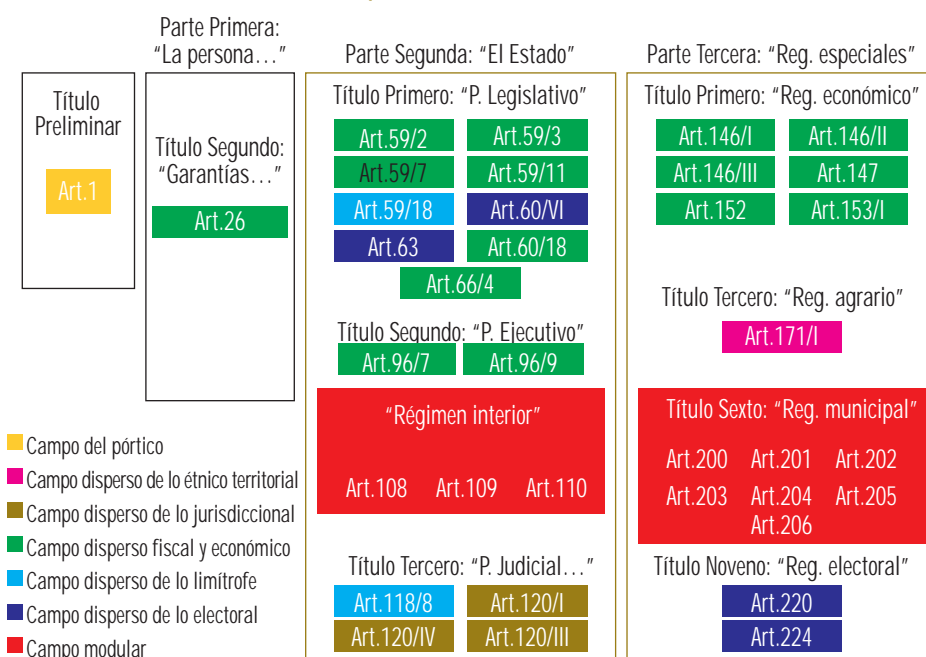 Título
Preliminar
Art.1
Parte Primera:
“La persona…”
Título Segundo:
“Garantías…”
Art.26
Parte Segunda: “El Estado”
Título Primero: “P. Legislativo”
Art.59/2 Art.59/3
Art.59/7 Art.59/11
Art.59/18 Art.60/VI
Art.63 Art.60/18
Art.66/4
Título Segundo: “P. Ejecutivo”
Art.96/7 Art.96/9
“Régimen interior”
Art.108 Art.109 Art.110
Título Tercero: “P. Judicial…”
Art.118/8 Art.120/I
Art.120/IV Art.120/III
Parte Tercera: “Reg. especiales”
Título Primero: “Reg. económico”
Art.146/I Art.146/II
Art.146/III Art.147
Art.152 Art.153/I
Título Tercero: “Reg. agrario”
Art.171/I
Título Sexto: “Reg. municipal”
Art.200 Art.201 Art.202
Art.203 Art.204 Art.205
Art.206
Título Noveno: “Reg. electoral”
Art.220
Art.224
Campo del pórtico
Campo disperso de lo étnico territorial
Campo disperso de lo jurisdiccional
Campo disperso fiscal y económico
Campo disperso de lo limítrofe
Campo disperso de lo electoral
Campo modular